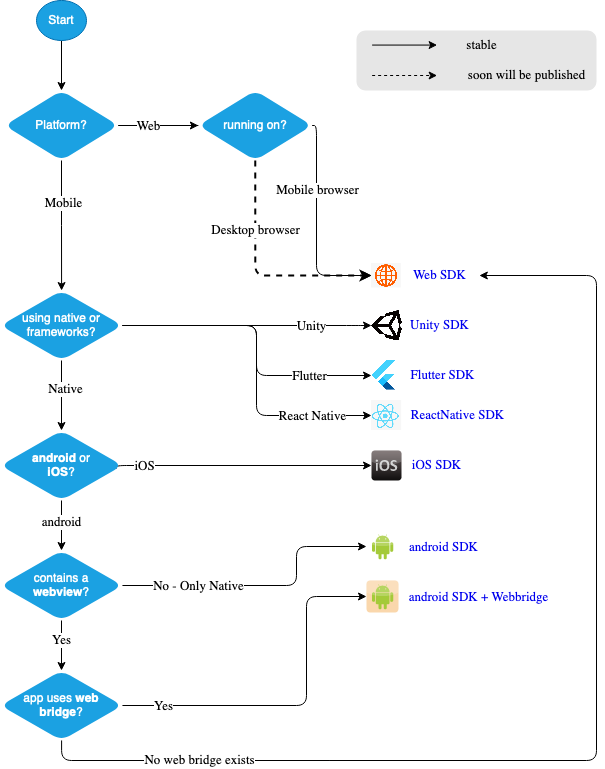 Start
stable
soon will be published
Platform?
Web
running on?
Mobile browser
Mobile
Desktop browser
Web SDK
using native or
frameworks?
Unity
Unity SDK
Flutter
Flutter SDK
Native
React Native
ReactNative SDK
android or
iOS?
iOS
iOS
iOS SDK
android
android SDK
contains a
webview?
No - Only Native
android SDK + Webbridge
Yes
app uses web
bridge?
Yes
No web bridge exists